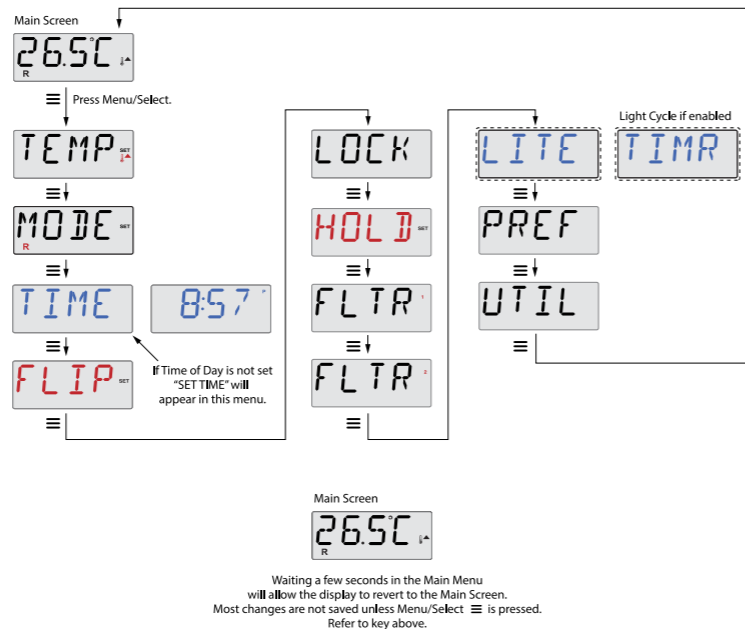 Main Screen
26.5°C
R
Press Menu/Select.
TEMP SET
MODE SET
R
TIME 8:57 P
If Time of Day is not set
"SET TIME" will
appear in this menu.
FLIP SET
LOCK
HOLD SET
FLTR 1
FLTR 2
Light Cycle if enabled
LITE TIMR
PREF
UTIL
Main Screen
26.5°C
R
Waiting a few seconds in the Main Menu
will allow the display to revert to the Main Screen.
Most changes are not saved unless Menu/Select ≡ is pressed.
Refer to key above.